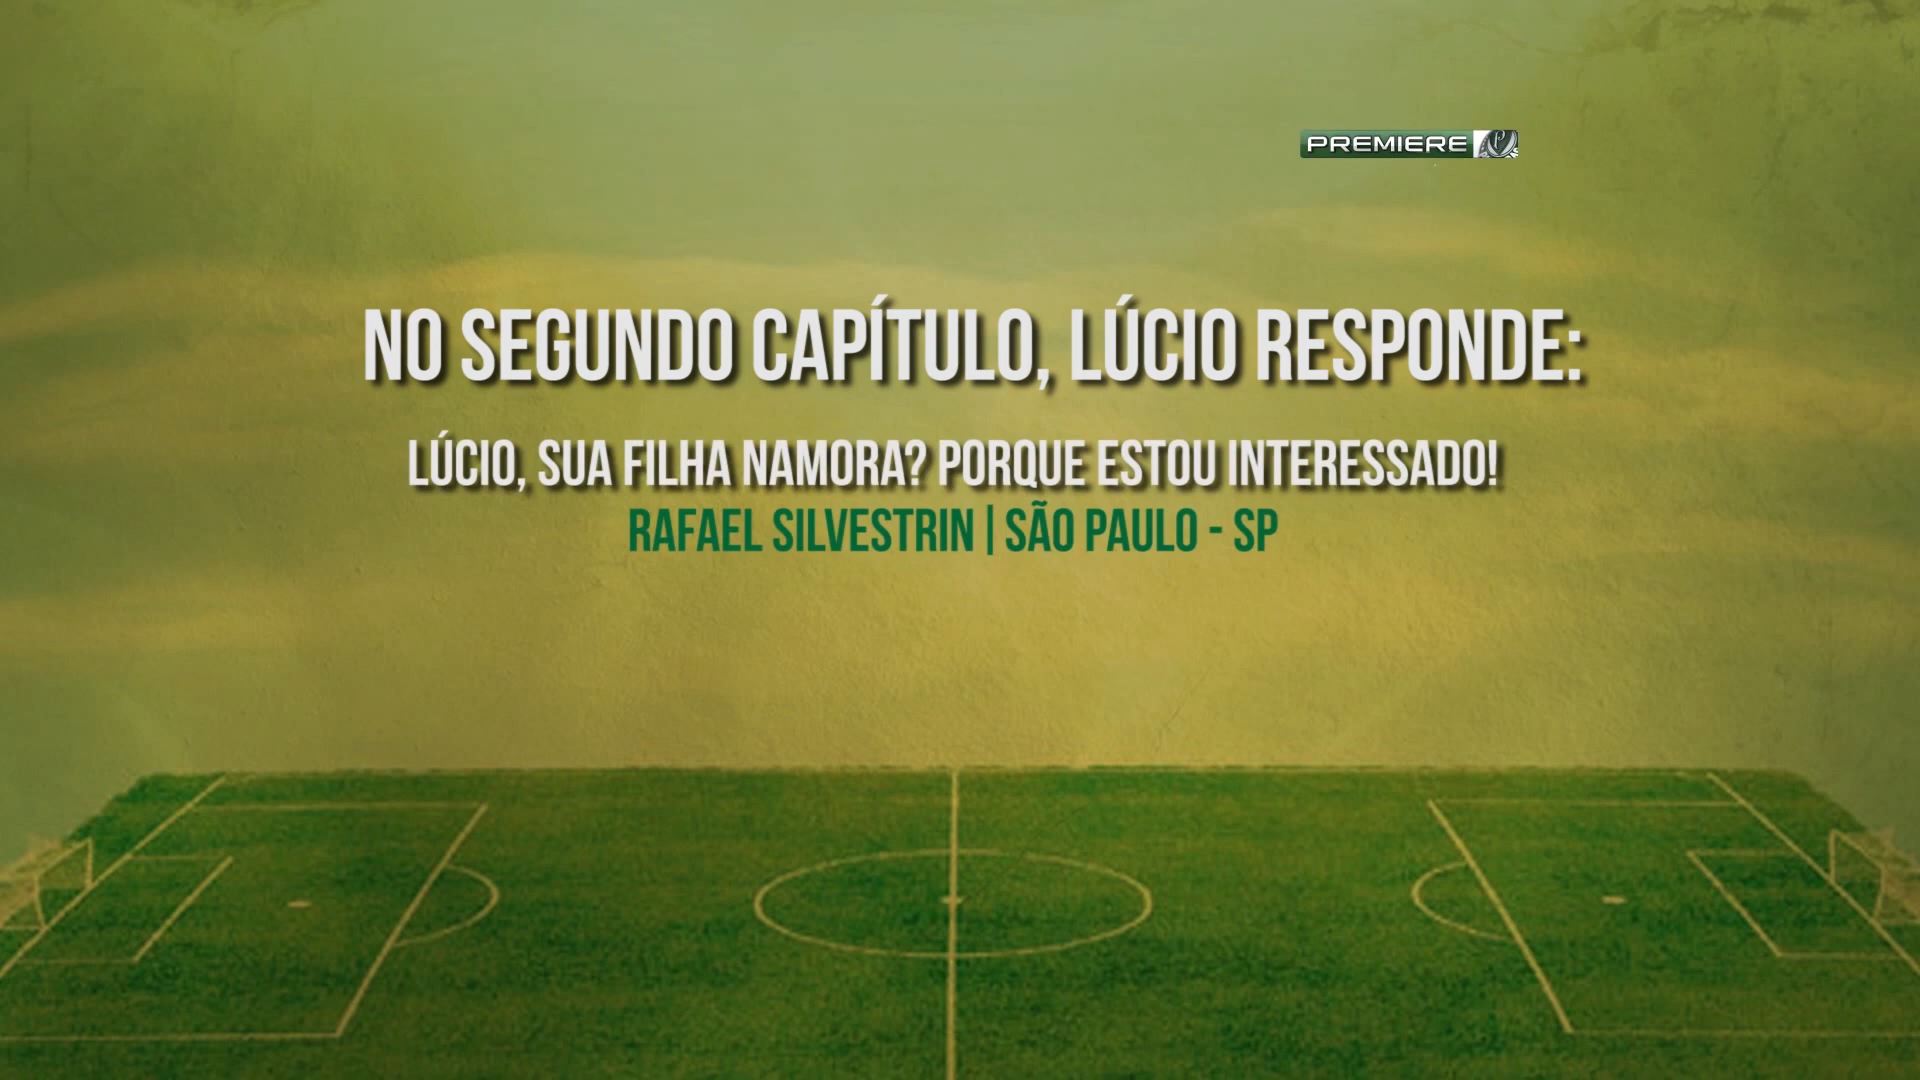 PREMIERE
NO SEGUNDO CAPÍTULO, LÚCIO RESPONDE:
LÚCIO, SUA FILHA NAMORA? PORQUE ESTOU INTERESSADO!
RAFAEL SILVESTRIN | SÃO PAULO - SP